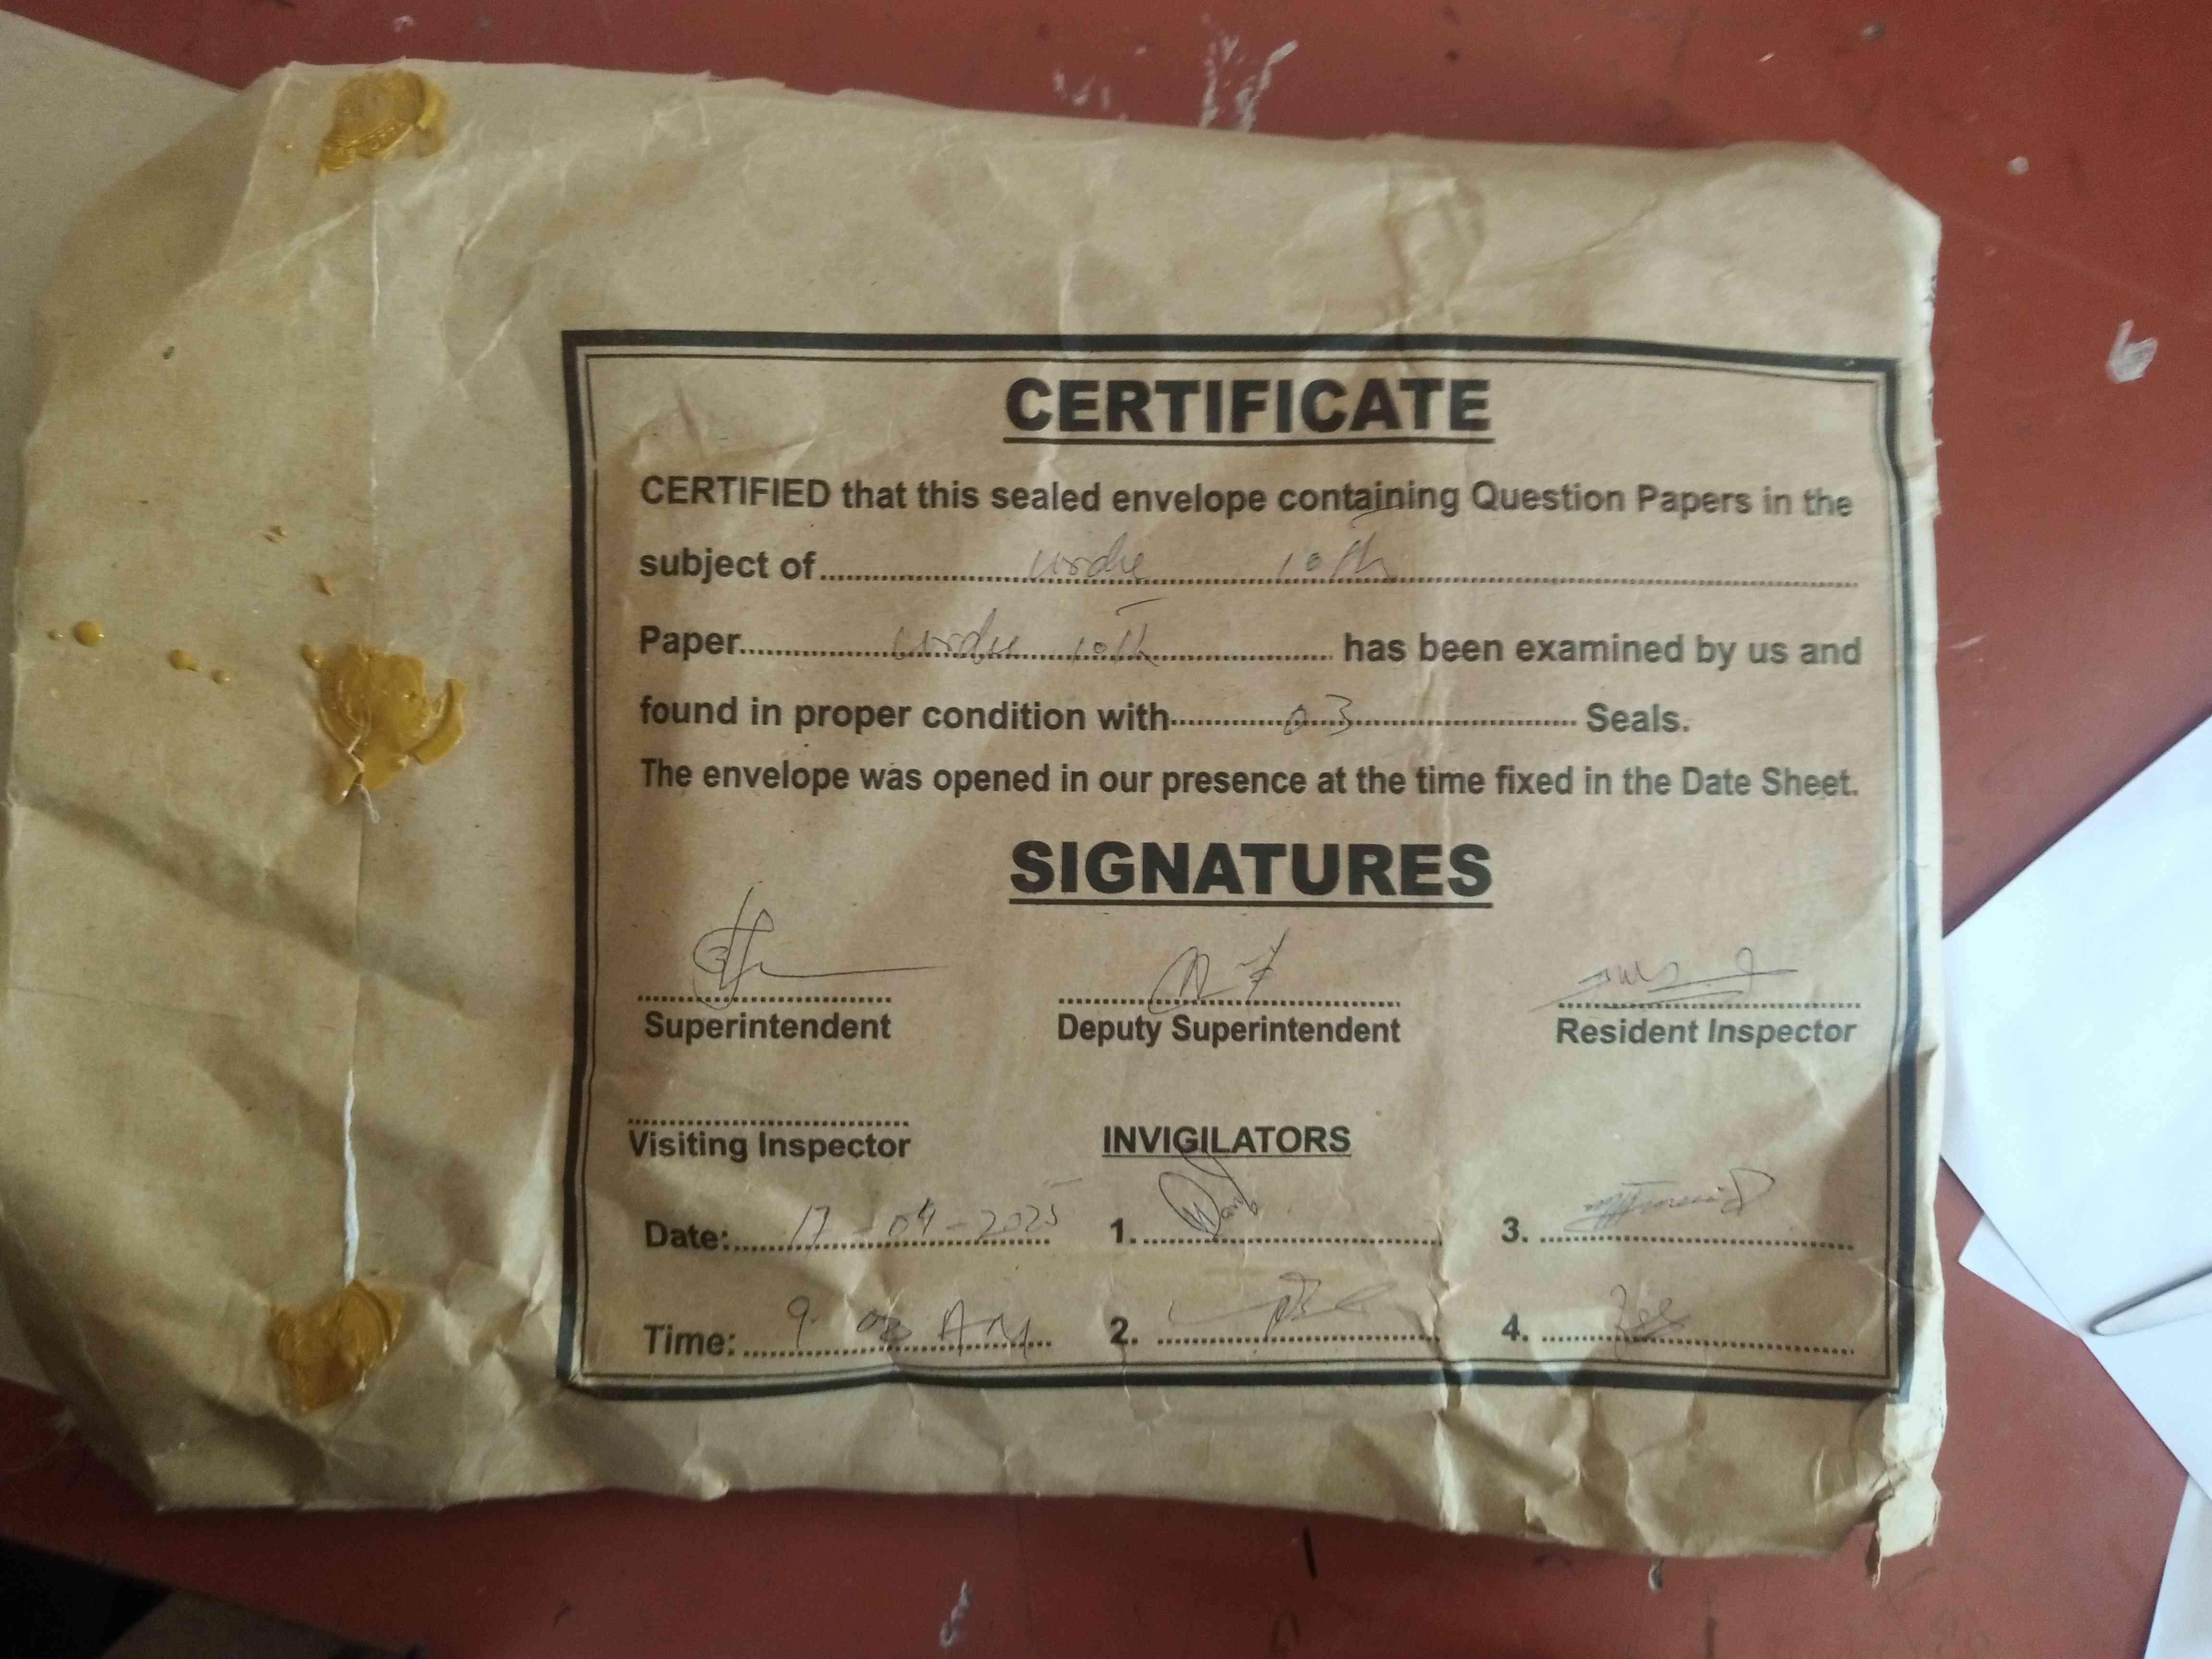 CERTIFICATE
CERTIFIED that this sealed envelope containing Question Papers in the
subject of Urdu 10th
Paper Urdu 10th has been examined by us and
found in proper condition with 03 Seals.
The envelope was opened in our presence at the time fixed in the Date Sheet.
SIGNATURES
Superintendent Deputy Superintendent Resident Inspector
Visiting Inspector INVIGILATORS
Date: 17-04-2025 1. 3.
Time: 9. AM 2. 4.